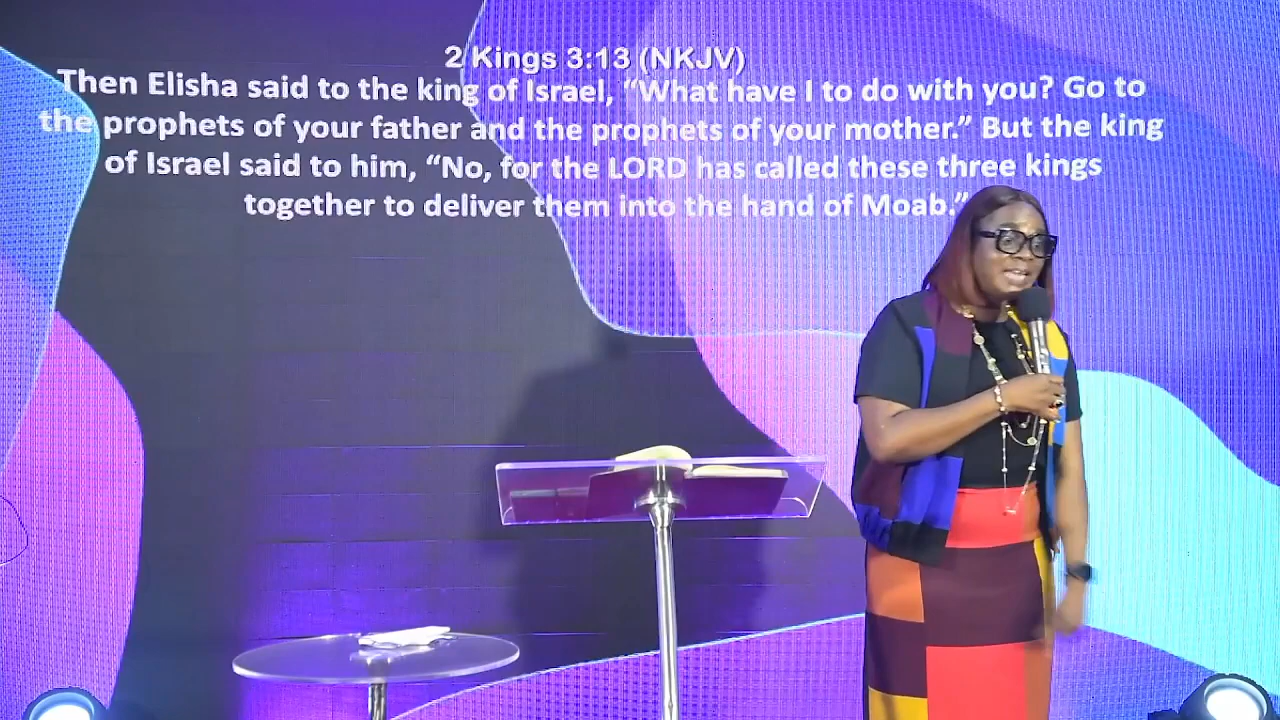 2 Kings 3:13 (NKJV)
Then Elisha said to the king of Israel, “What have I to do with you? Go to
the prophets of your father and the prophets of your mother.” But the king
of Israel said to him, “No, for the LORD has called these three kings
together to deliver them into the hand of Moab.”